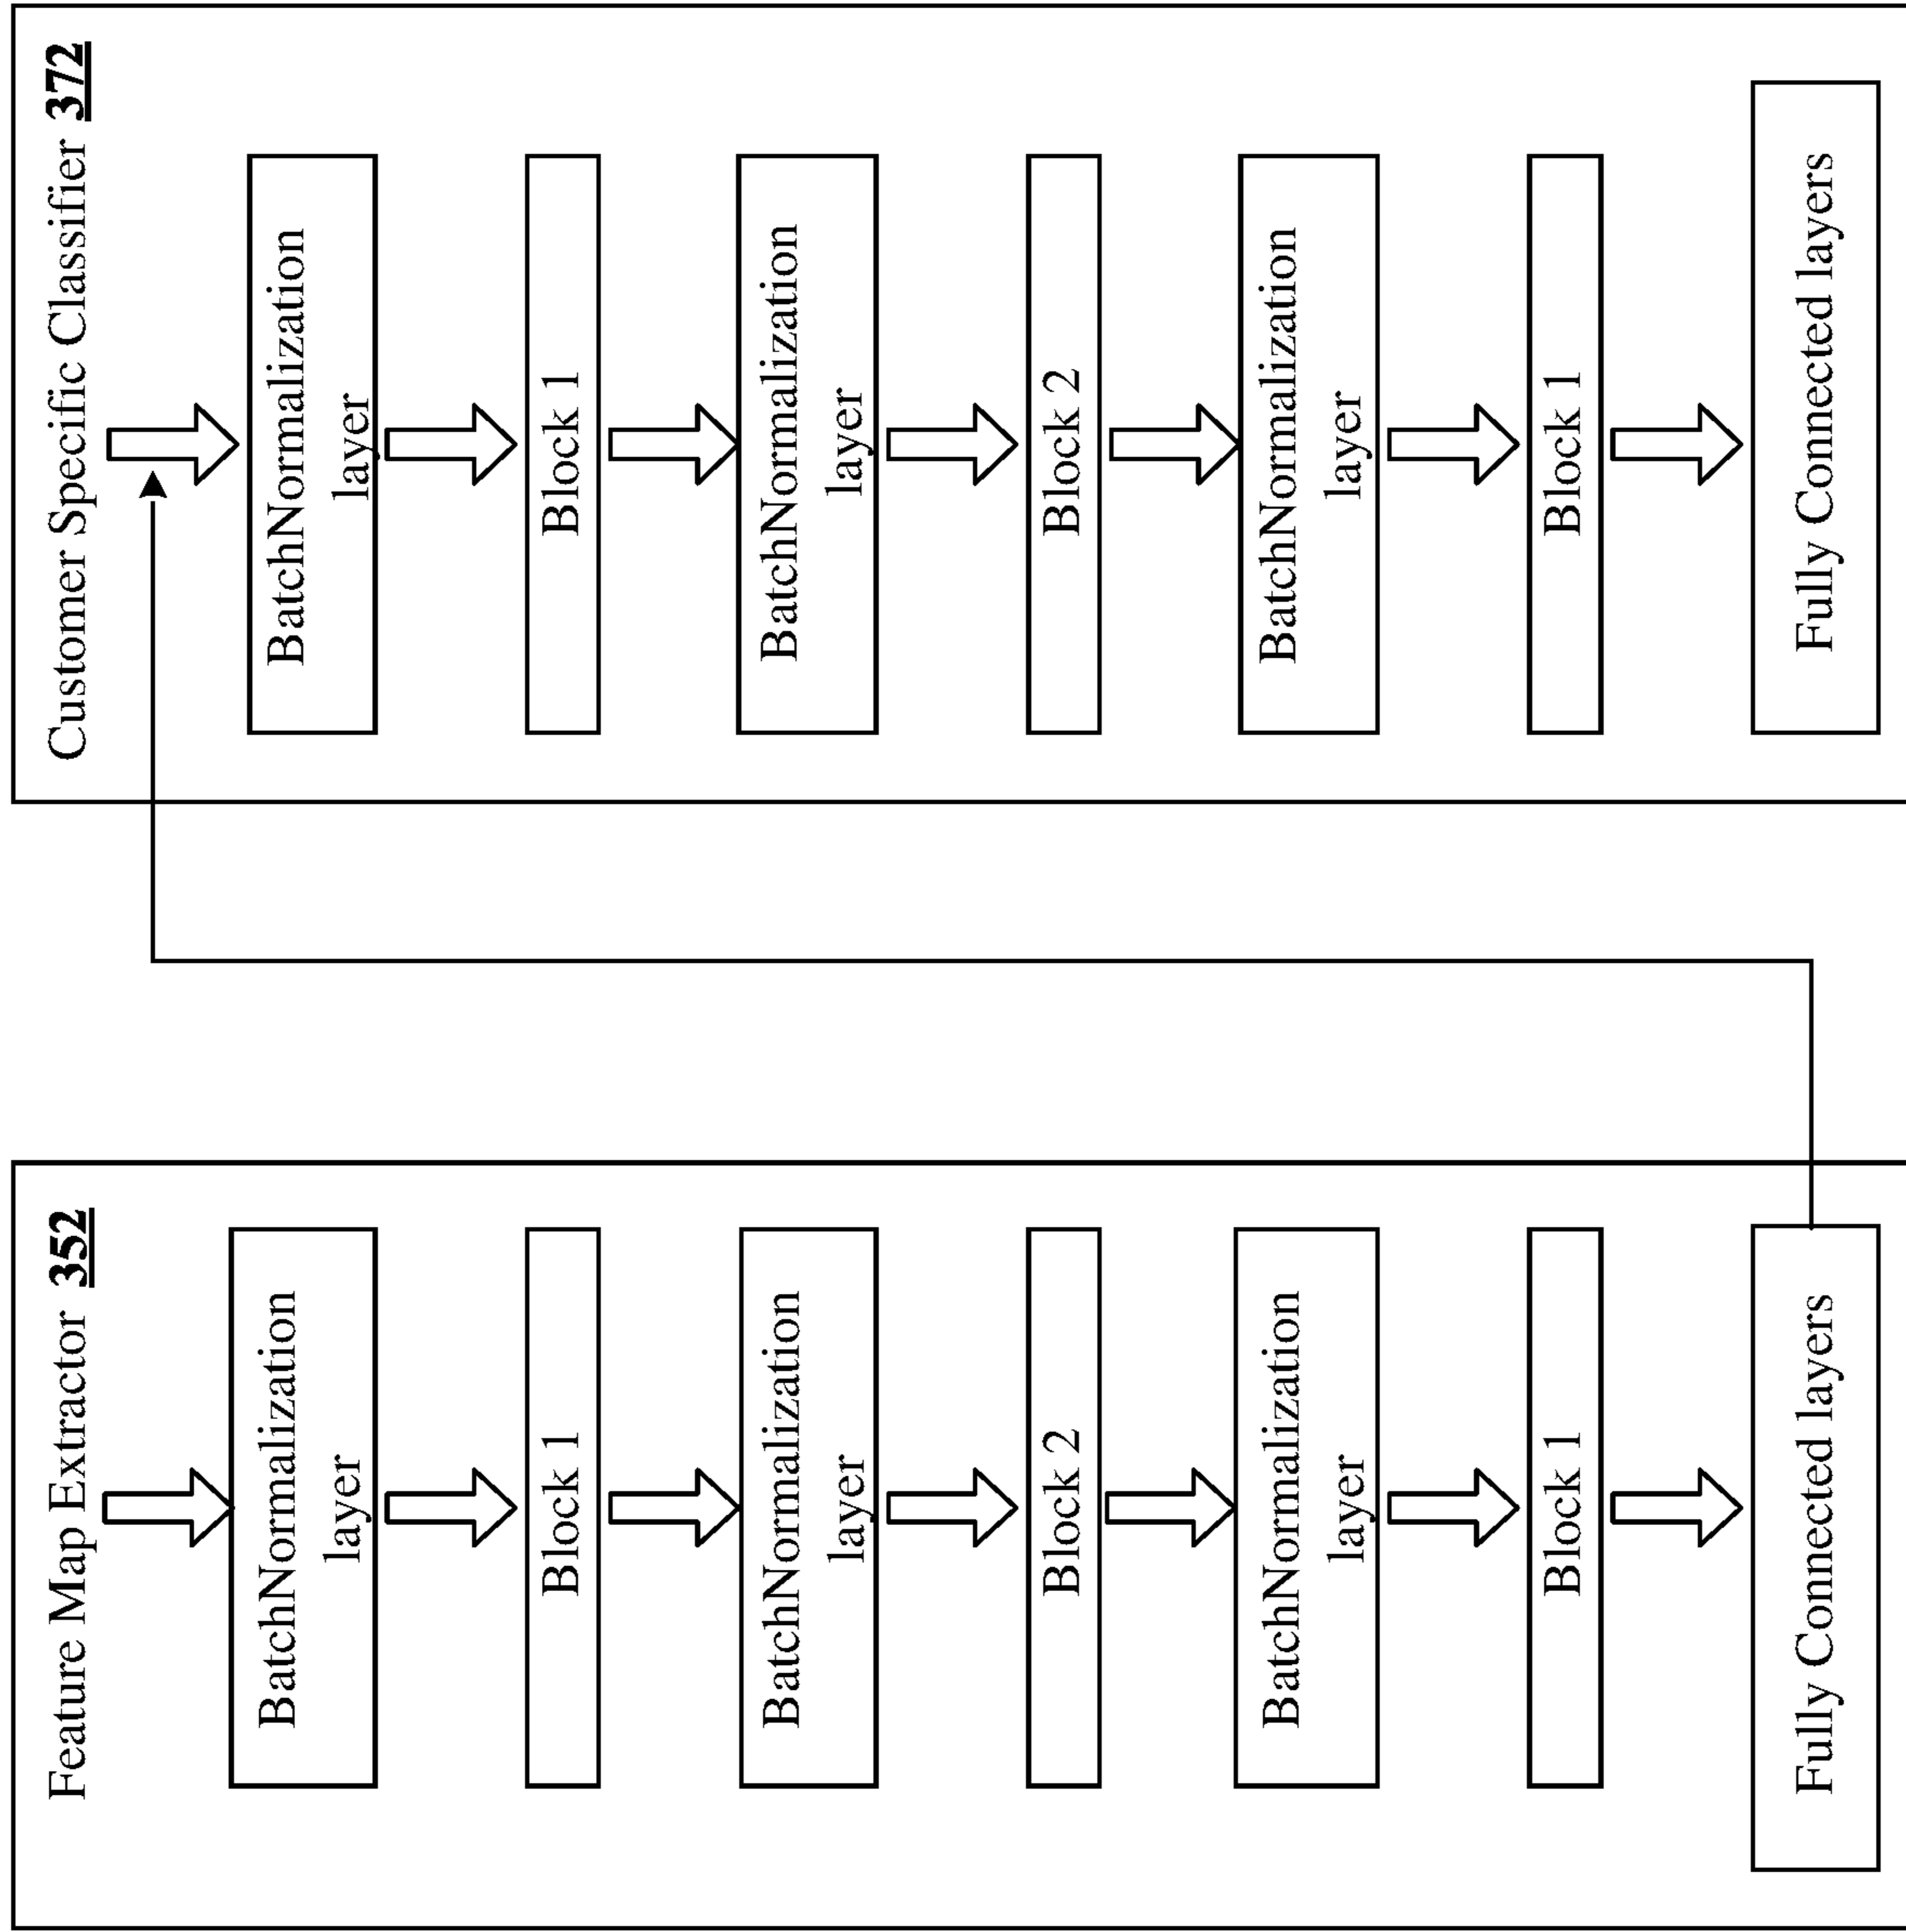 Feature Map Extractor 352
BatchNormalization
layer
Block 1
BatchNormalization
layer
Block 2
BatchNormalization
layer
Block 1
Fully Connected layers
Customer Specific Classifier 372
BatchNormalization
layer
Block 1
BatchNormalization
layer
Block 2
BatchNormalization
layer
Block 1
Fully Connected layers